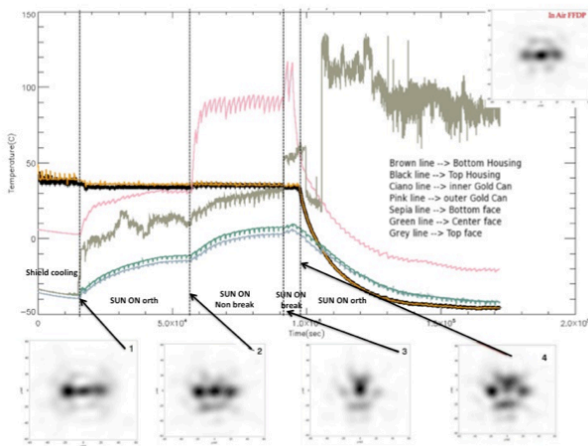 In Air FFDP
150
100
50
0
−50
Temperature(C)
Brown line --> Bottom Housing
Black line --> Top Housing
Ciano line --> inner Gold Can
Pink line --> outer Gold Can
Sepia line --> Bottom face
Green line --> Center face
Grey line --> Top face
Shield cooling
SUN ON orth
SUN ON
Non break
SUN ON
break
SUN ON orth
0
Time(sec)
1
2
3
4